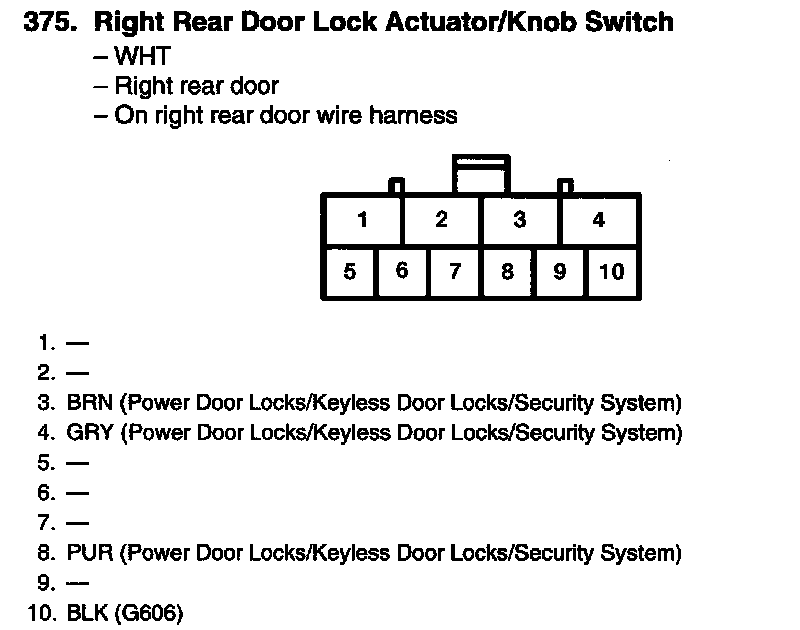 375. Right Rear Door Lock Actuator/Knob Switch
– WHT
– Right rear door
– On right rear door wire harness
1 2 3 4
5 6 7 8 9 10
1. —
2. —
3. BRN (Power Door Locks/Keyless Door Locks/Security System)
4. GRY (Power Door Locks/Keyless Door Locks/Security System)
5. —
6. —
7. —
8. PUR (Power Door Locks/Keyless Door Locks/Security System)
9. —
10. BLK (G606)